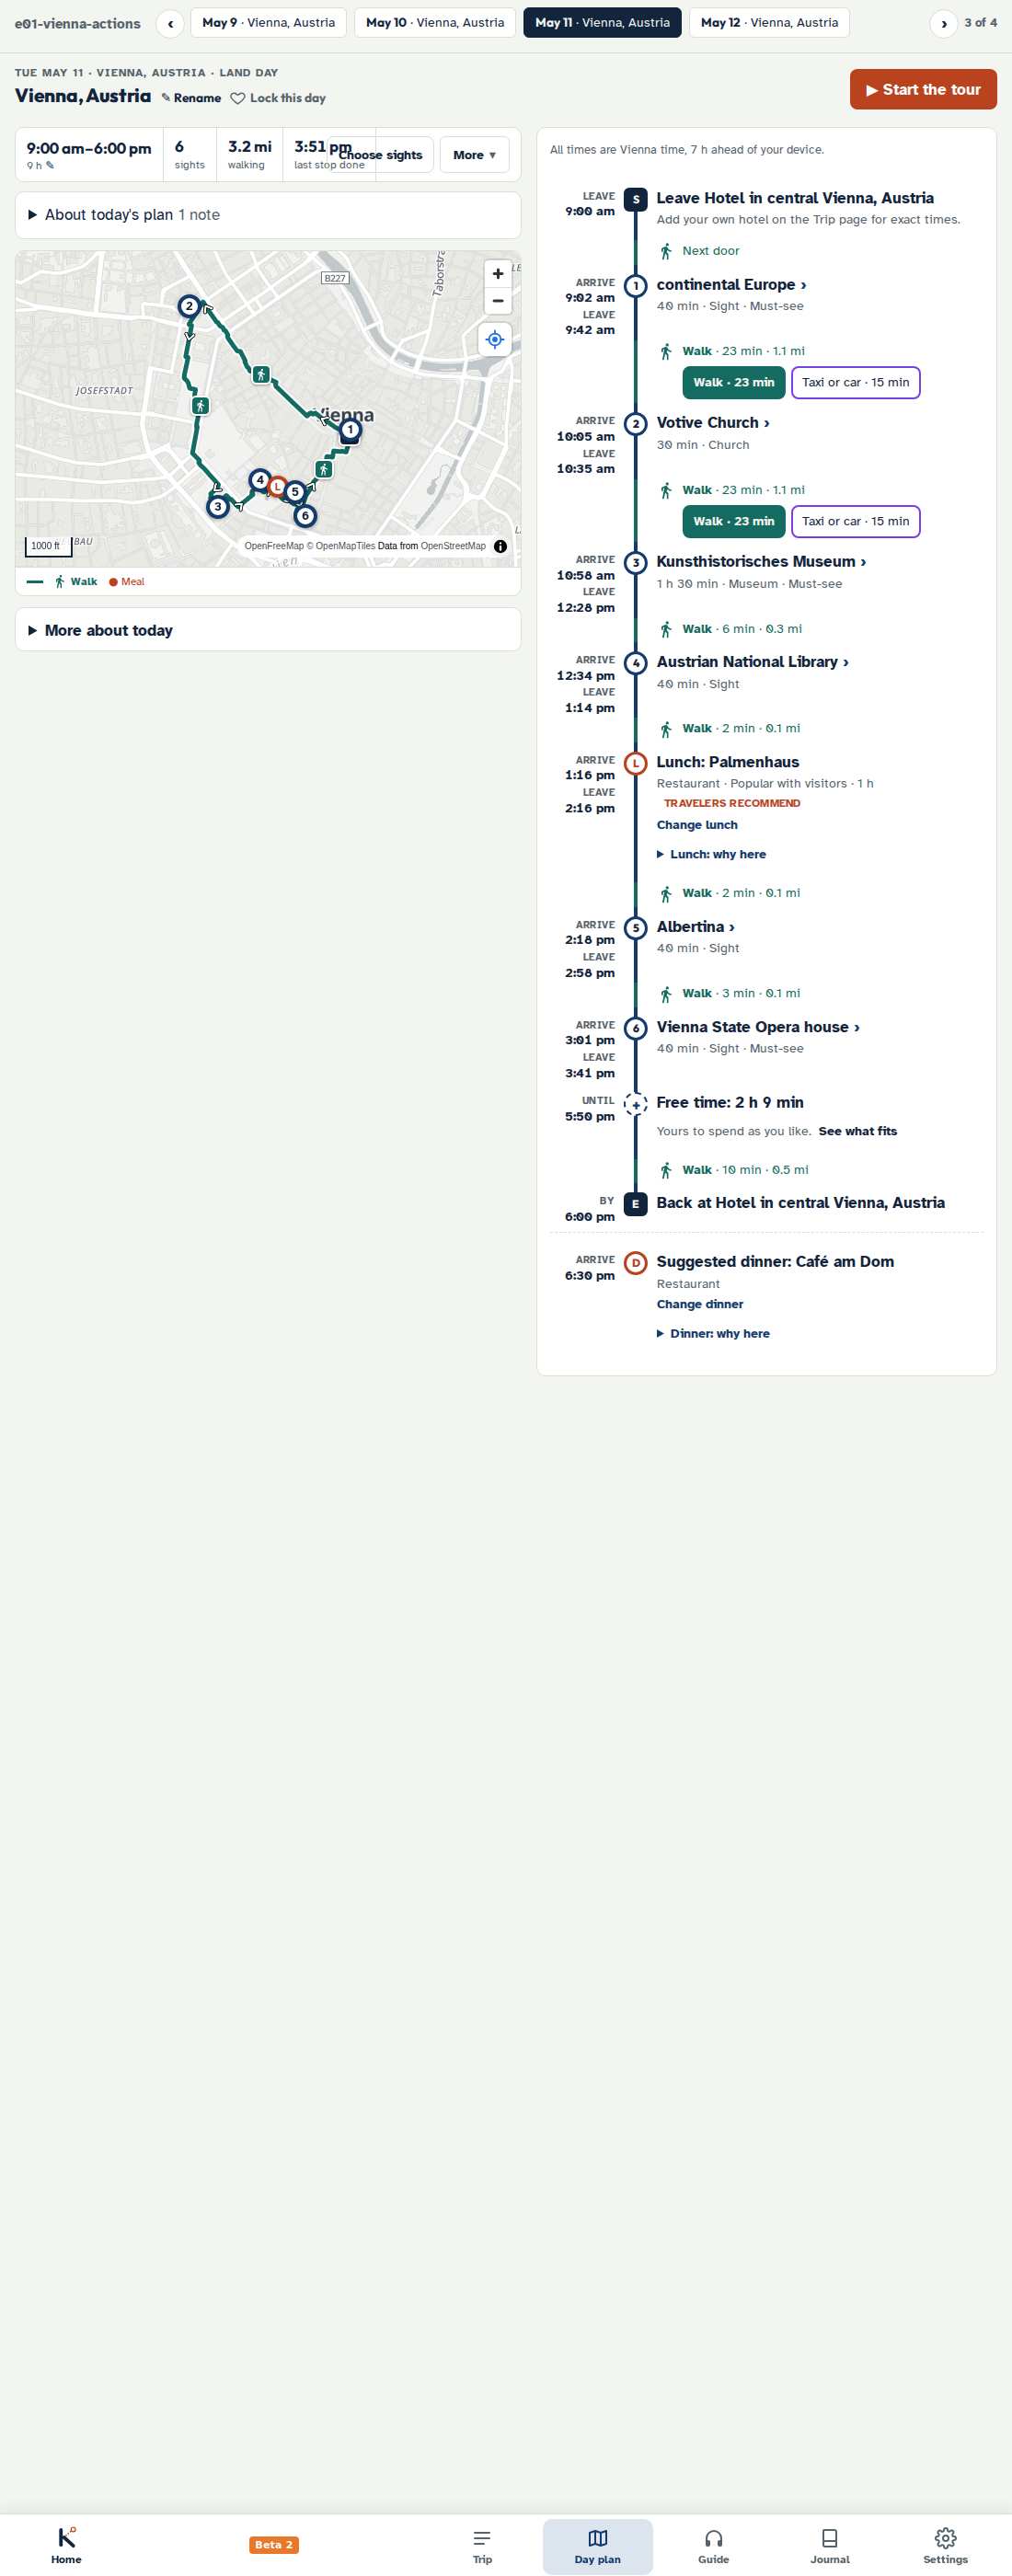 e01-vienna-actions
‹
May 9 · Vienna, Austria
May 10 · Vienna, Austria
May 11 · Vienna, Austria
May 12 · Vienna, Austria
›
3 of 4
TUE MAY 11 · VIENNA, AUSTRIA · LAND DAY
Vienna, Austria ✎ Rename Lock this day
▶ Start the tour
9:00 am–6:00 pm
9 h ✎
6
sights
3.2 mi
walking
3:51 pm
last stop done
Choose sights
More ▼
▶ About today's plan 1 note
B227
Taborstra
JOSEFSTADT
Vienna
+
−
1
2
3
4
L
5
6
1000 ft
BAU
OpenFreeMap © OpenMapTiles Data from OpenStreetMap
Walk
Meal
▶ More about today
All times are Vienna time, 7 h ahead of your device.
LEAVE
9:00 am
S
Leave Hotel in central Vienna, Austria
Add your own hotel on the Trip page for exact times.
Next door
ARRIVE
9:02 am
LEAVE
9:42 am
1
continental Europe ›
40 min · Sight · Must-see
Walk · 23 min · 1.1 mi
Walk · 23 min
Taxi or car · 15 min
ARRIVE
10:05 am
LEAVE
10:35 am
2
Votive Church ›
30 min · Church
Walk · 23 min · 1.1 mi
Walk · 23 min
Taxi or car · 15 min
ARRIVE
10:58 am
LEAVE
12:28 pm
3
Kunsthistorisches Museum ›
1 h 30 min · Museum · Must-see
Walk · 6 min · 0.3 mi
ARRIVE
12:34 pm
LEAVE
1:14 pm
4
Austrian National Library ›
40 min · Sight
Walk · 2 min · 0.1 mi
ARRIVE
1:16 pm
LEAVE
2:16 pm
L
Lunch: Palmenhaus
Restaurant · Popular with visitors · 1 h
TRAVELERS RECOMMEND
Change lunch
▶ Lunch: why here
Walk · 2 min · 0.1 mi
ARRIVE
2:18 pm
LEAVE
2:58 pm
5
Albertina ›
40 min · Sight
Walk · 3 min · 0.1 mi
ARRIVE
3:01 pm
LEAVE
3:41 pm
6
Vienna State Opera house ›
40 min · Sight · Must-see
UNTIL
5:50 pm
+
Free time: 2 h 9 min
Yours to spend as you like. See what fits
Walk · 10 min · 0.5 mi
BY
6:00 pm
E
Back at Hotel in central Vienna, Austria
ARRIVE
6:30 pm
D
Suggested dinner: Café am Dom
Restaurant
Change dinner
▶ Dinner: why here
Home
Beta 2
Trip
Day plan
Guide
Journal
Settings